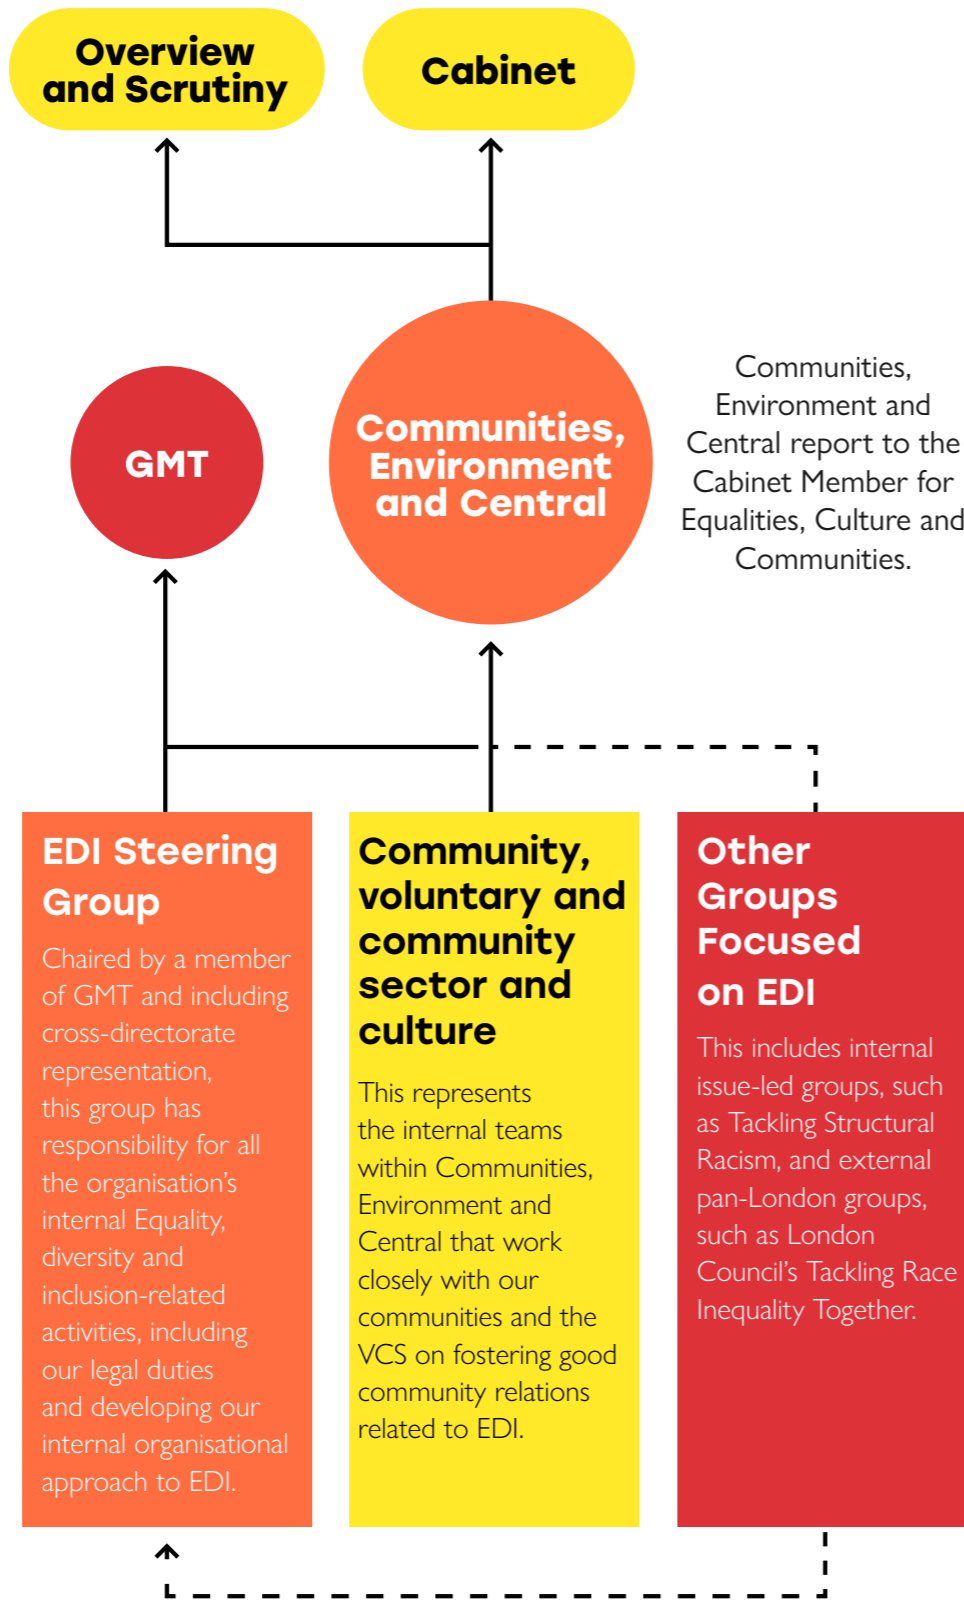 Overview
and Scrutiny
Cabinet
GMT
Communities,
Environment
and Central
Communities,
Environment and
Central report to the
Cabinet Member for
Equalities, Culture and
Communities.
EDI Steering
Group
Chaired by a member
of GMT and including
cross-directorate
representation,
this group has
responsibility for all
the organisation’s
internal Equality,
diversity and
inclusion-related
activities, including
our legal duties
and developing our
internal organisational
approach to EDI.
Community,
voluntary and
community
sector and
culture
This represents
the internal teams
within Communities,
Environment and
Central that work
closely with our
communities and the
VCS on fostering good
community relations
related to EDI.
Other
Groups
Focused
on EDI
This includes internal
issue-led groups, such
as Tackling Structural
Racism, and external
pan-London groups,
such as London
Council’s Tackling Race
Inequality Together.